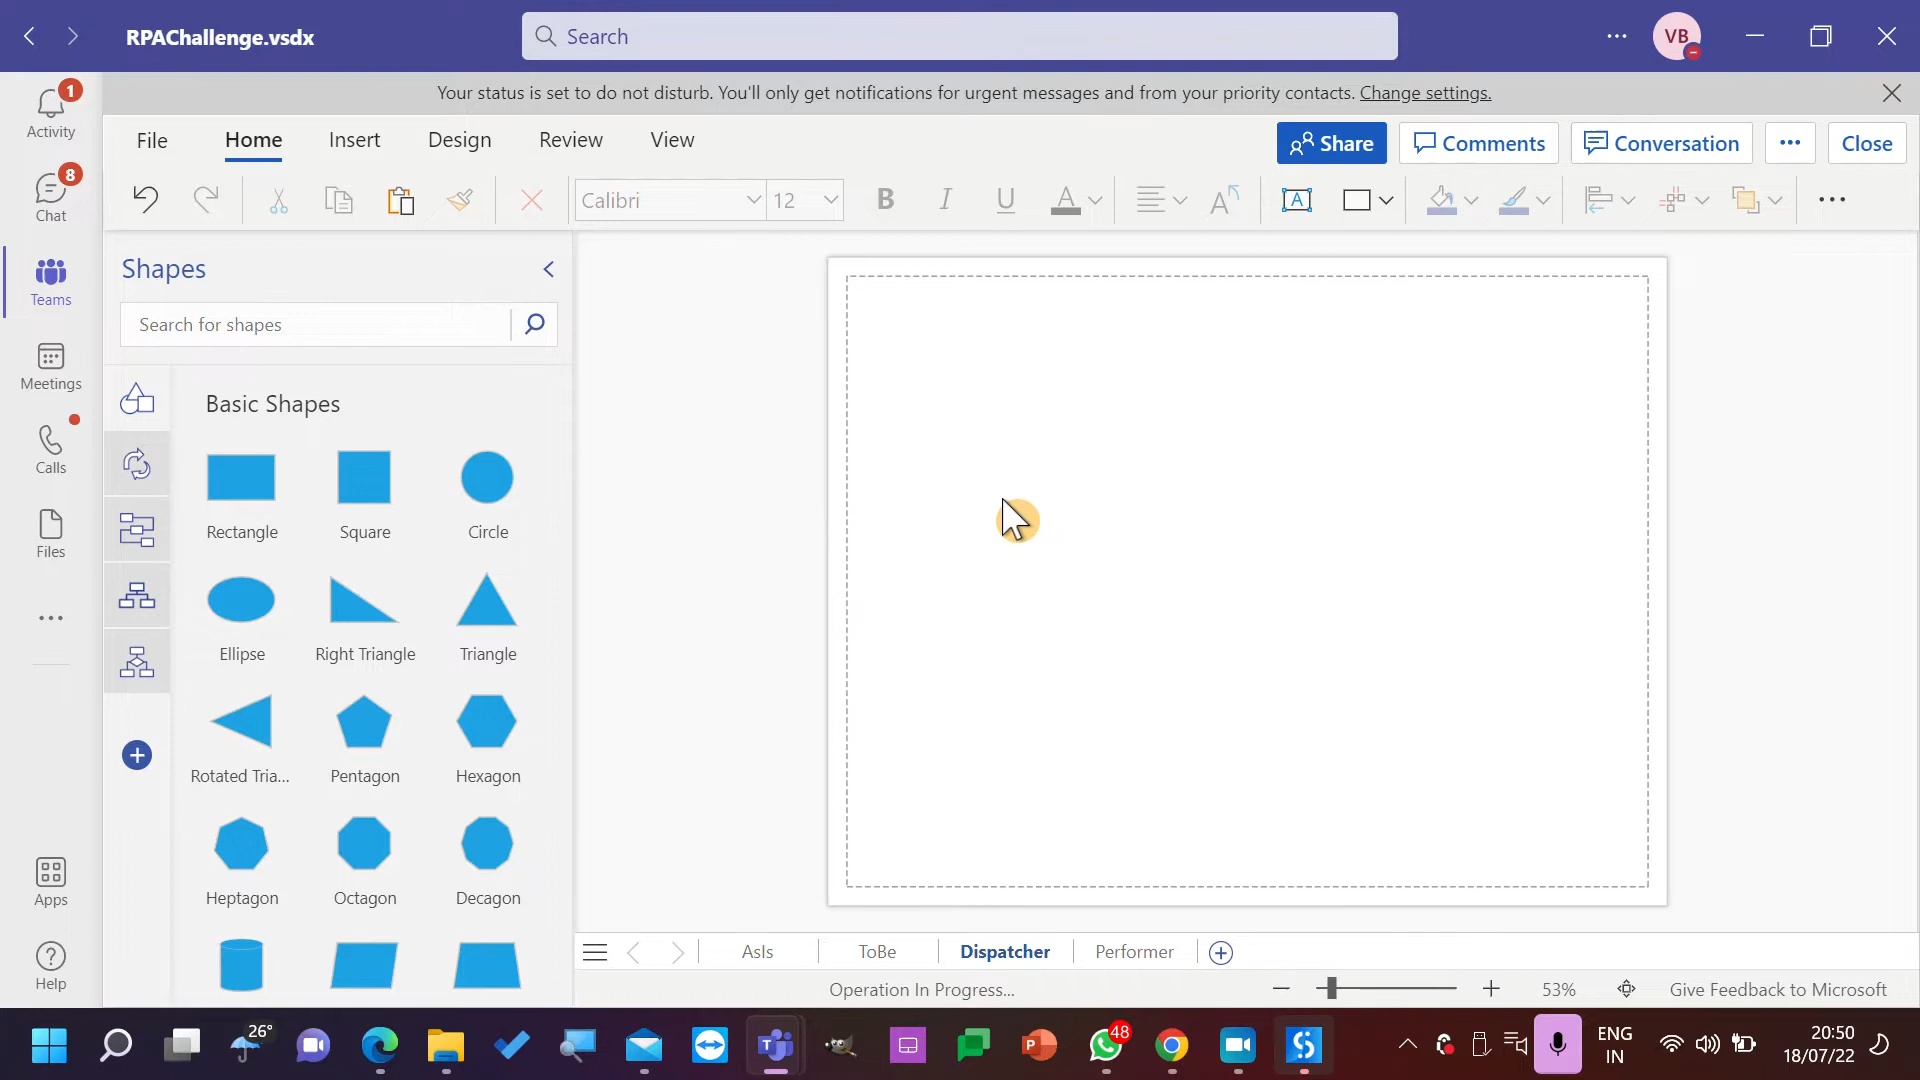 RPAChallenge.vsdx
Search
VB
Your status is set to do not disturb. You'll only get notifications for urgent messages and from your priority contacts. Change settings.
1
Activity
8
Chat
Teams
Meetings
Calls
Files
Apps
Help
File Home Insert Design Review View
Share Comments Conversation Close
Calibri 12 B I U A A A
Shapes
Search for shapes
Basic Shapes
Rectangle Square Circle
Ellipse Right Triangle Triangle
Rotated Tria... Pentagon Hexagon
Heptagon Octagon Decagon
AsIs ToBe Dispatcher Performer
Operation In Progress... 53% Give Feedback to Microsoft
26°
48
ENG
IN
20:50
18/07/22